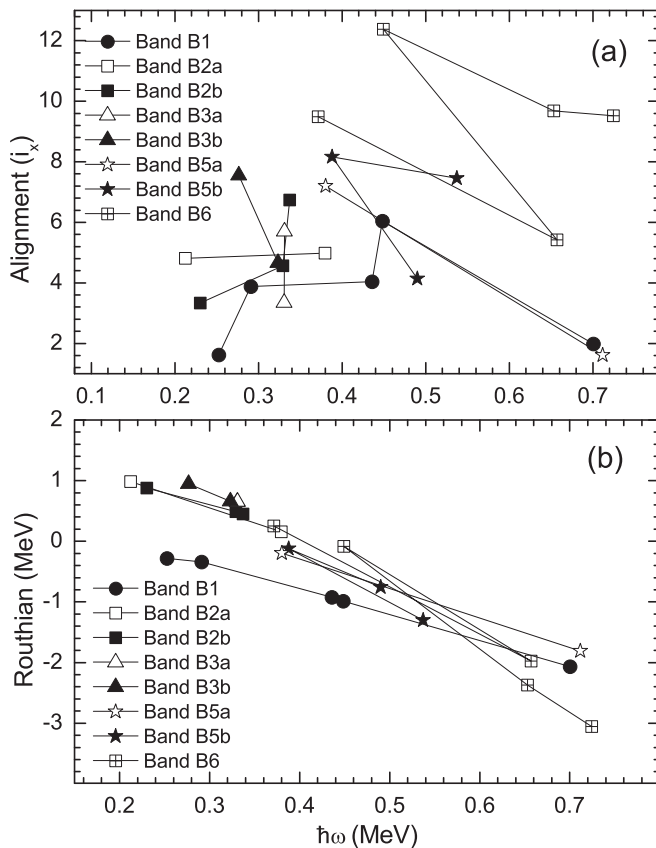 12
10
8
6
4
2
Alignment (iₓ)
Band B1
Band B2a
Band B2b
Band B3a
Band B3b
Band B5a
Band B5b
Band B6
(a)
0.1 0.2 0.3 0.4 0.5 0.6 0.7
2
1
0
-1
-2
-3
Routhian (MeV)
(b)
Band B1
Band B2a
Band B2b
Band B3a
Band B3b
Band B5a
Band B5b
Band B6
0.2 0.3 0.4 0.5 0.6 0.7
ħω (MeV)